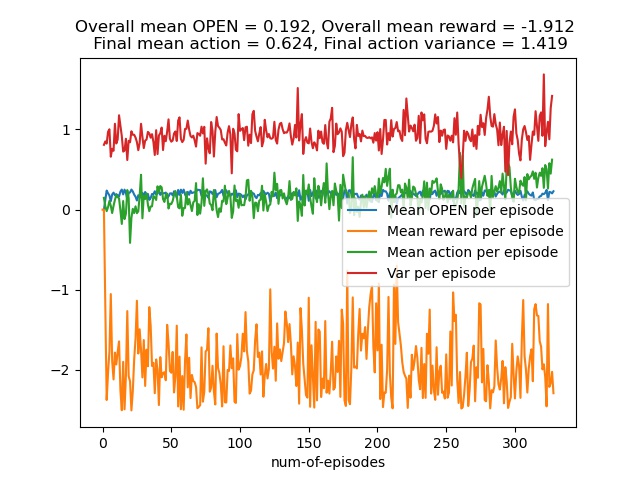 Overall mean OPEN = 0.192, Overall mean reward = -1.912
Final mean action = 0.624, Final action variance = 1.419
1
0
−1
−2
Mean OPEN per episode
Mean reward per episode
Mean action per episode
Var per episode
0 50 100 150 200 250 300
num-of-episodes